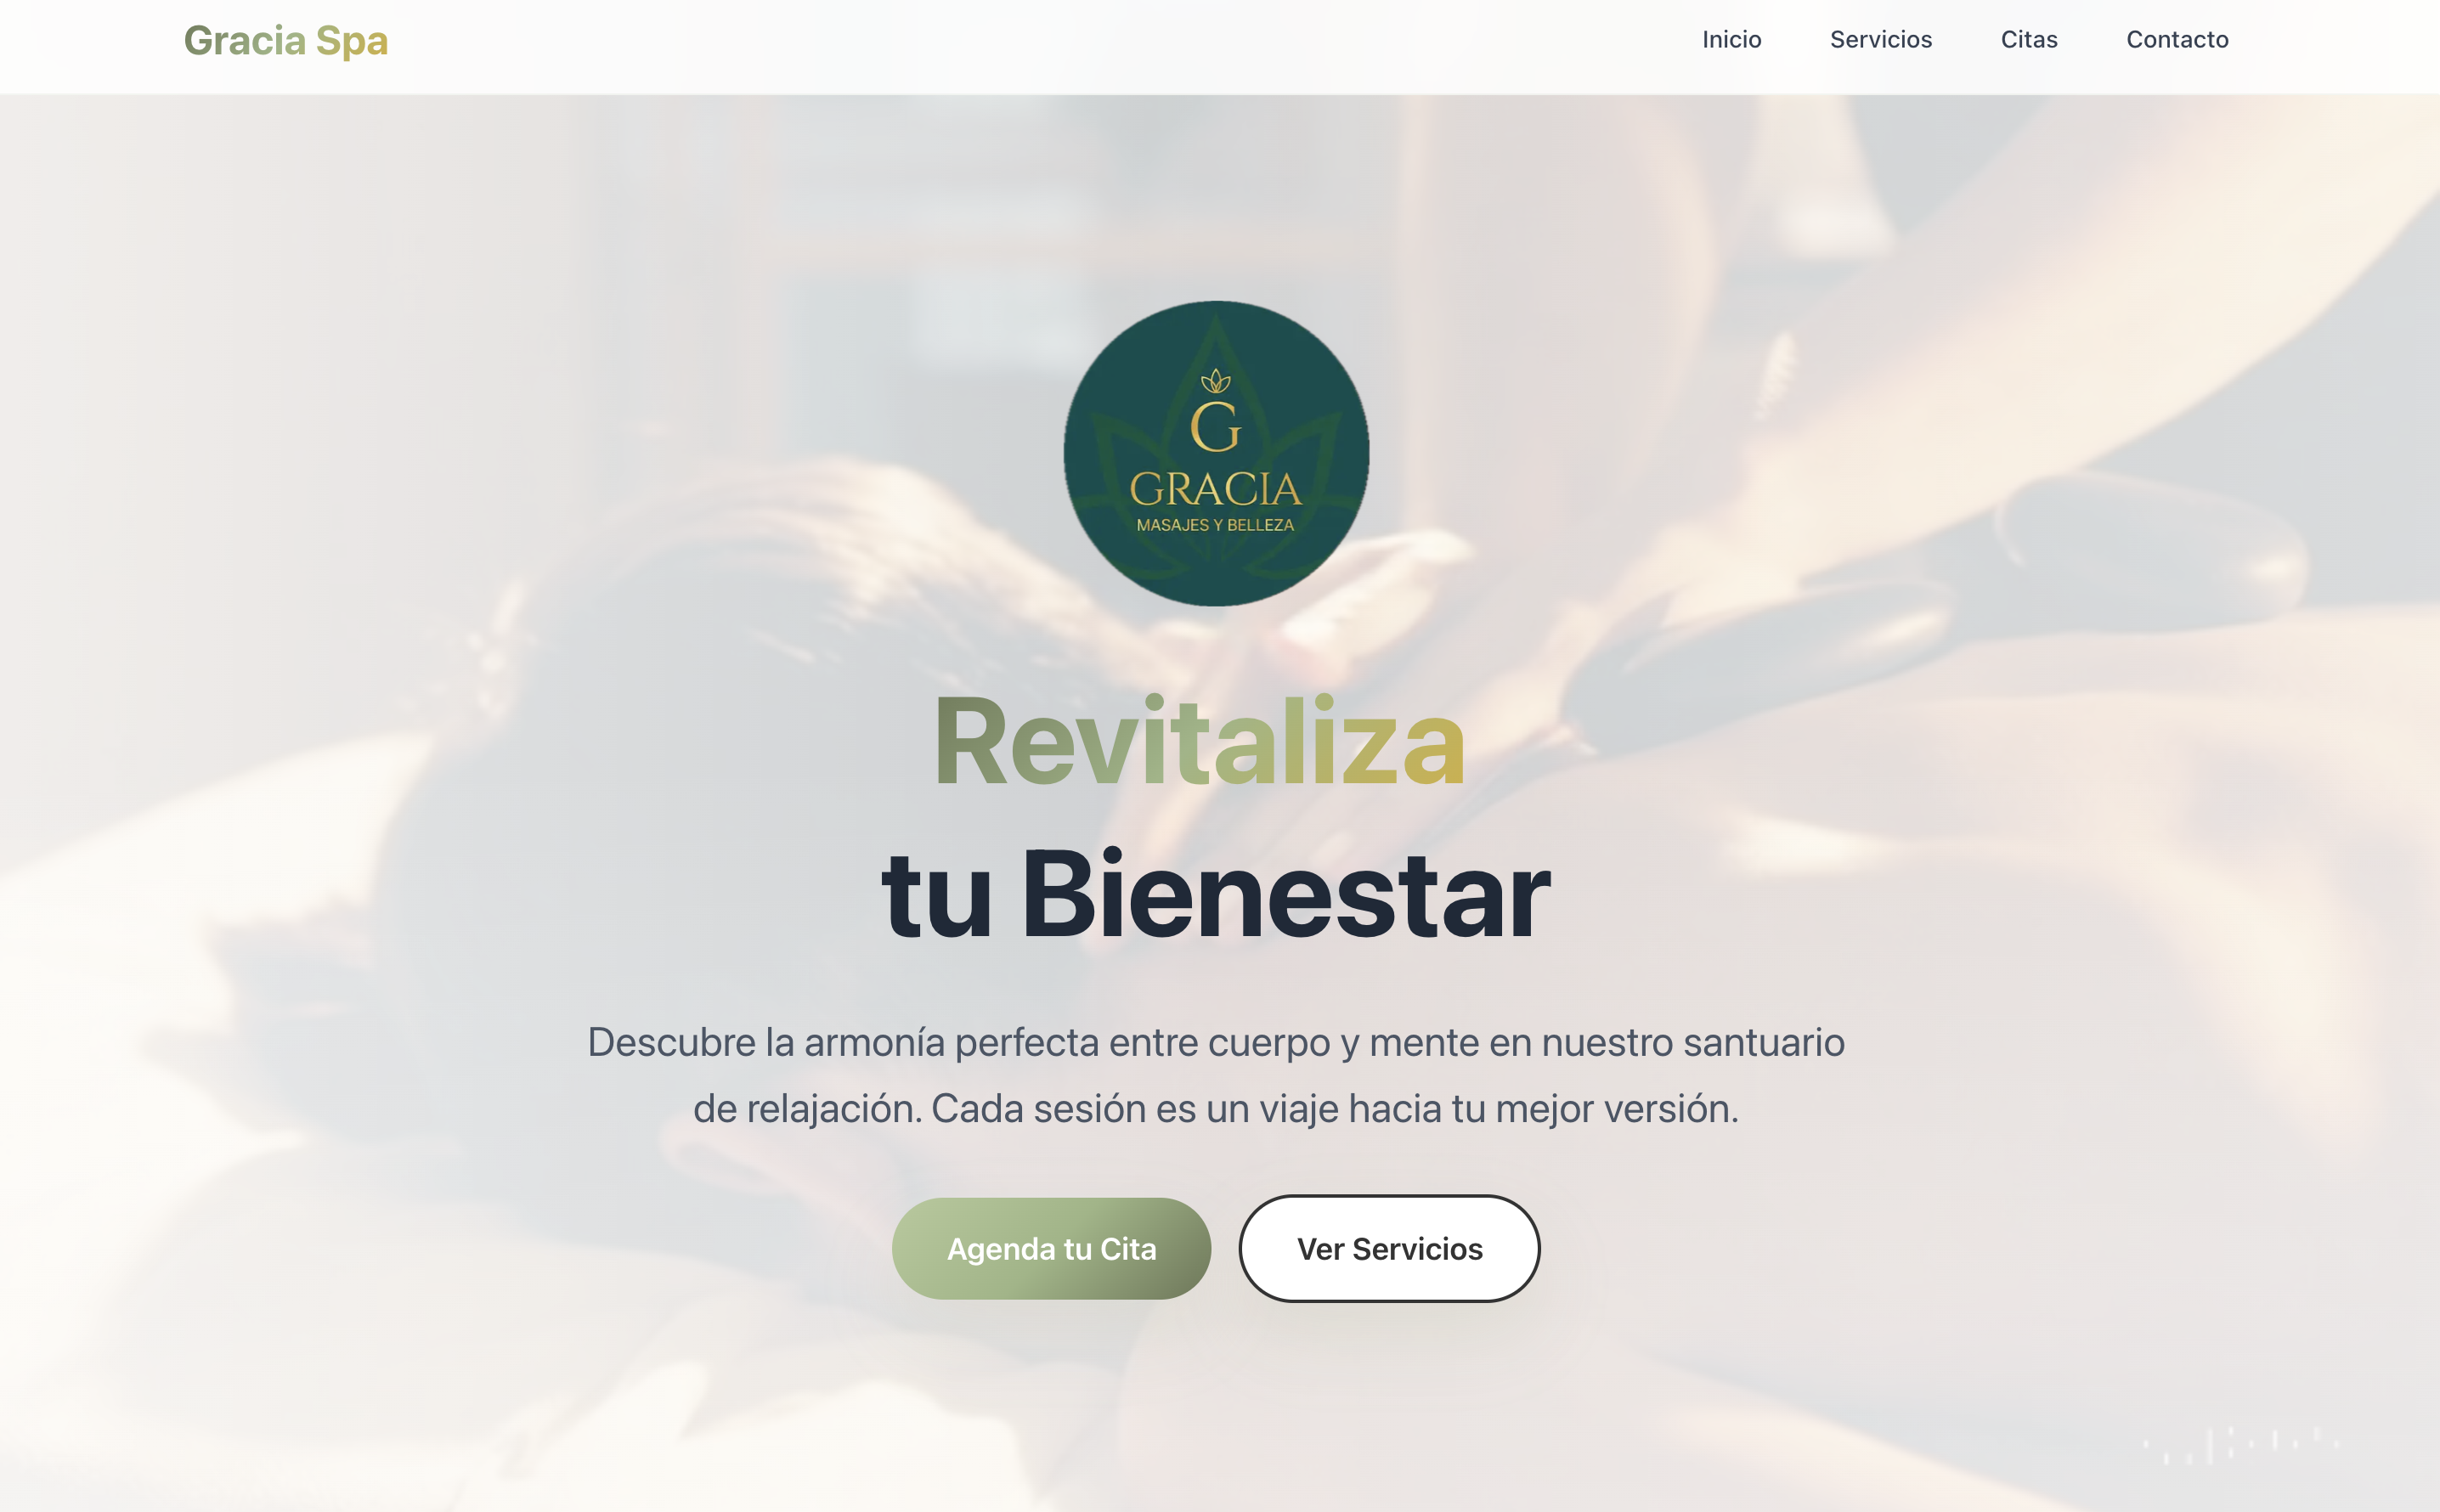 Gracia Spa
Inicio Servicios Citas Contacto
G
GRACIA
MASAJES Y BELLEZA
Revitaliza
tu Bienestar
Descubre la armonía perfecta entre cuerpo y mente en nuestro santuario
de relajación. Cada sesión es un viaje hacia tu mejor versión.
Agenda tu Cita
Ver Servicios